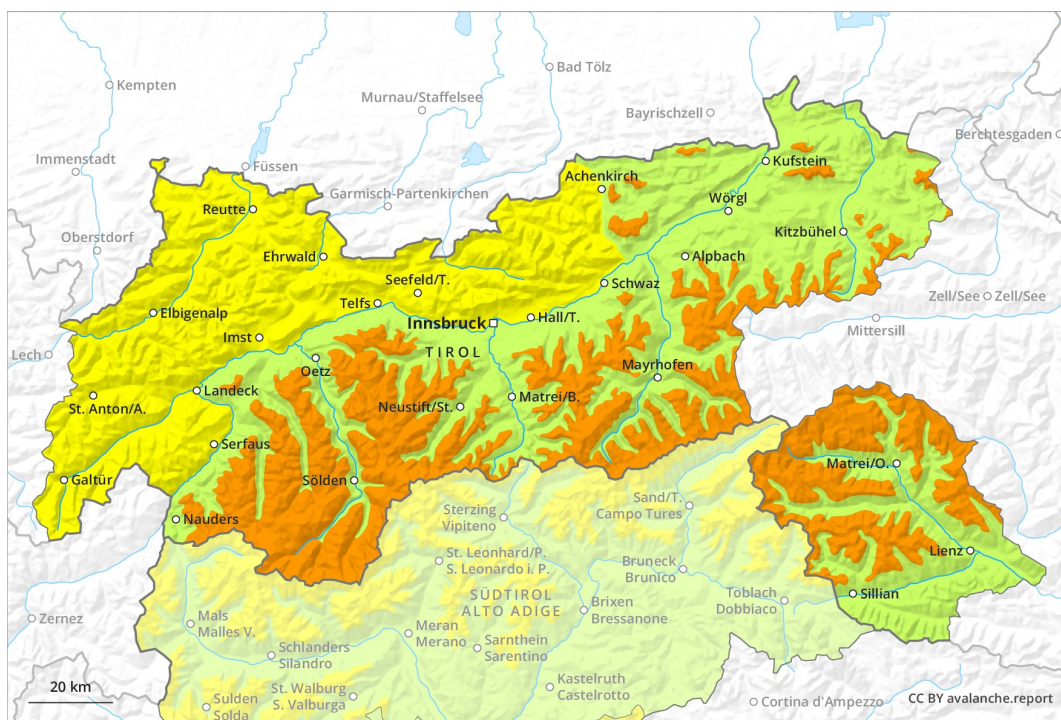 Kempten
Bad Tölz
Murnau/Staffelsee
Bayrischzell
Berchtesgaden
Immenstadt
Füssen
Kufstein
Achenkirch
Garmisch-Partenkirchen
Wörgl
Reutte
Kitzbühel
Oberstdorf
Ehrwald
Alpbach
Seefeld/T.
Schwaz
Zell/See
Zell/See
Telfs
Elbigenalp
Innsbruck
Hall/T.
Mittersill
Imst
Lech
TIROL
Mayrhofen
Oetz
Landeck
Matrei/B.
St. Anton/A.
Neustift/St.
Serfaus
Matrei/O.
Galtür
Sölden
Sand/T.
Campo Tures
Sterzing
Vipiteno
Nauders
Lienz
St. Leonhard/P.
S. Leonardo i. P.
Bruneck
Brunico
Sillian
SÜDTIROL
ALTO ADIGE
Toblach
Dobbiaco
Brixen
Bressanone
Zernez
Mals
Malles V.
Meran
Merano
Sarnthein
Sarentino
Schlanders
Silandro
Kastelruth
Castelrotto
20 km
St. Walburg
S. Valburga
Sulden
Solda
Cortina d'Ampezzo
CC BY avalanche.report